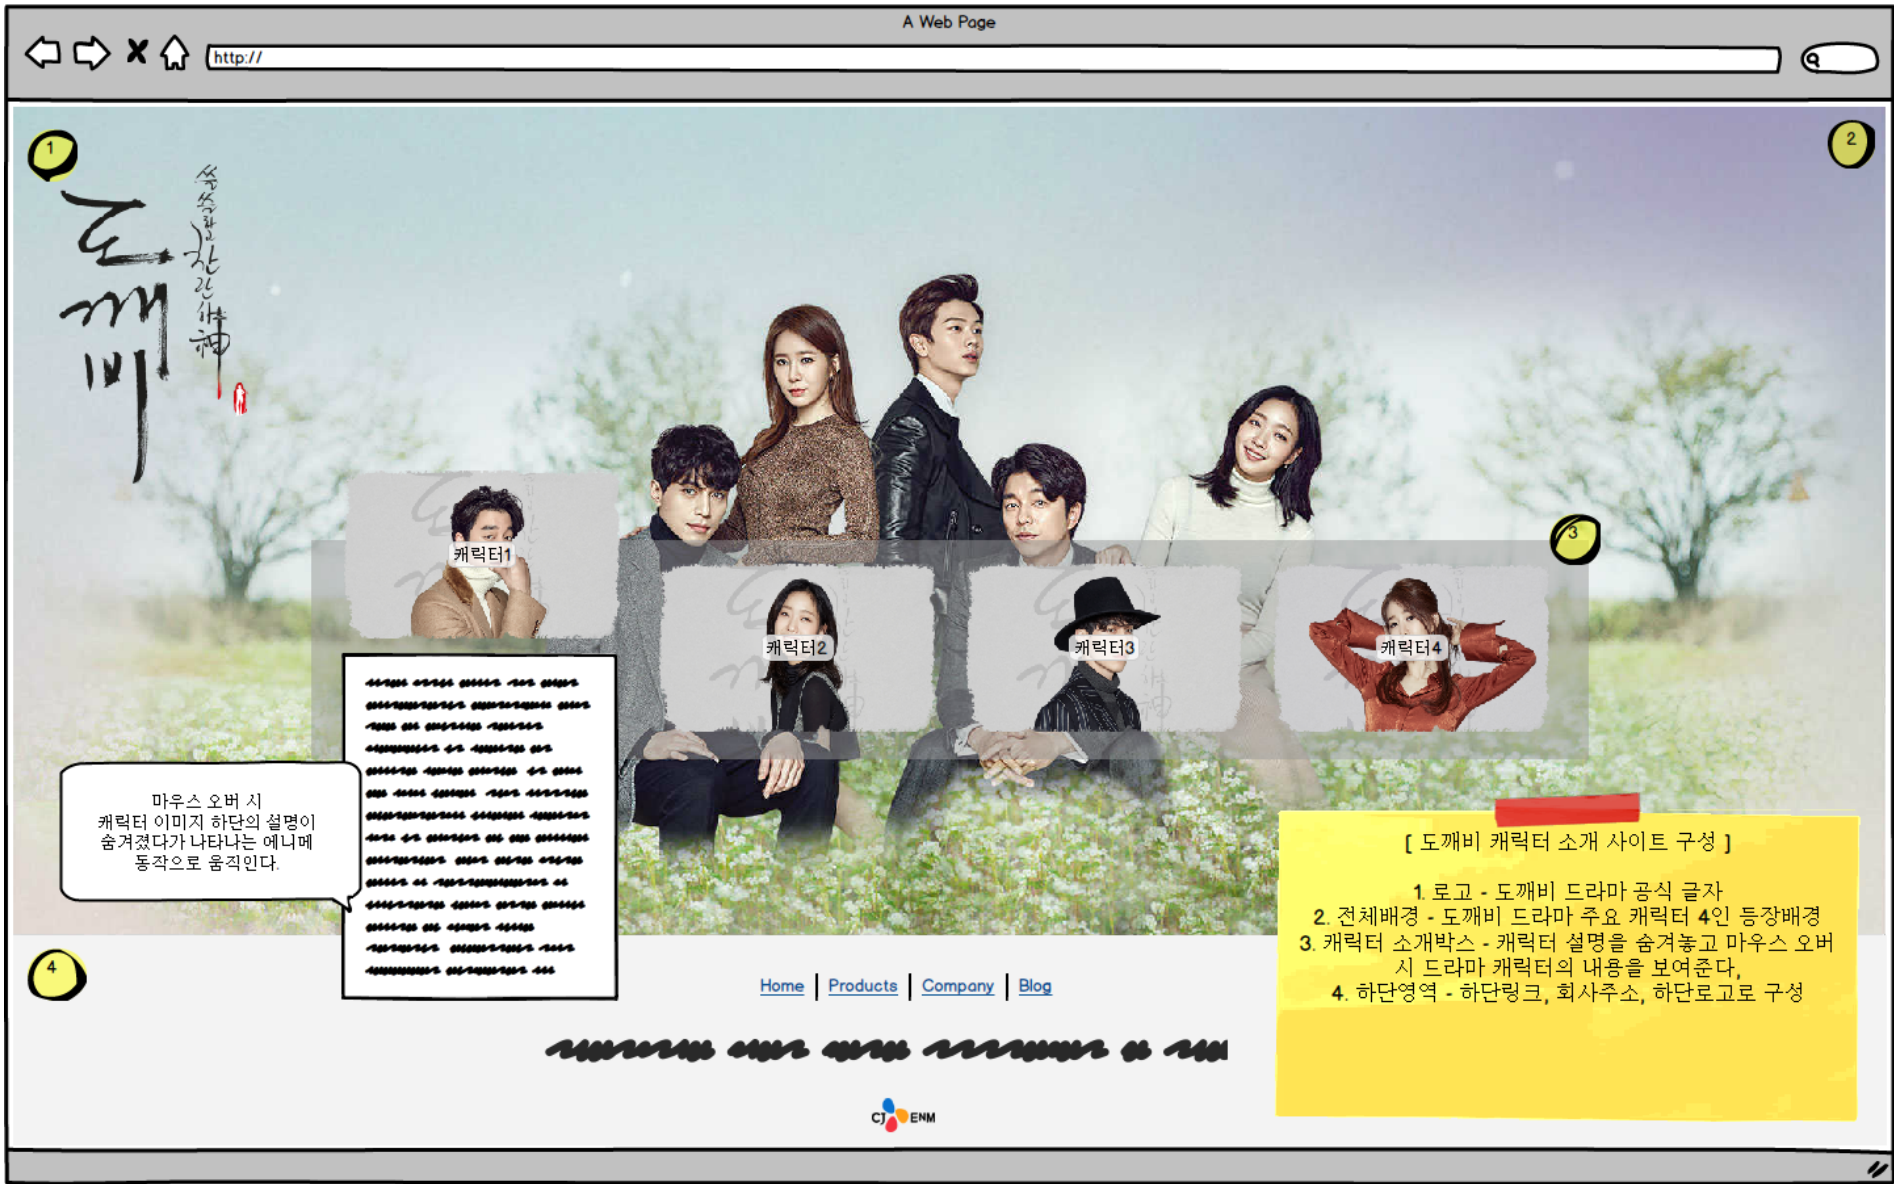 A Web Page
http://
1
2
도깨비
쓸쓸하고 찬란하神
캐릭터1
3
캐릭터2
캐릭터3
캐릭터4
마우스 오버 시
캐릭터 이미지 하단의 설명이
숨겨졌다가 나타나는 에니메
동작으로 움직인다.
[ 도깨비 캐릭터 소개 사이트 구성 ]
1. 로고 - 도깨비 드라마 공식 글자
2. 전체배경 - 도깨비 드라마 주요 캐릭터 4인 등장배경
3. 캐릭터 소개박스 - 캐릭터 설명을 숨겨놓고 마우스 오버
시 드라마 캐릭터의 내용을 보여준다,
4. 하단영역 - 하단링크, 회사주소, 하단로고로 구성
4
Home | Products | Company | Blog
CJ ENM